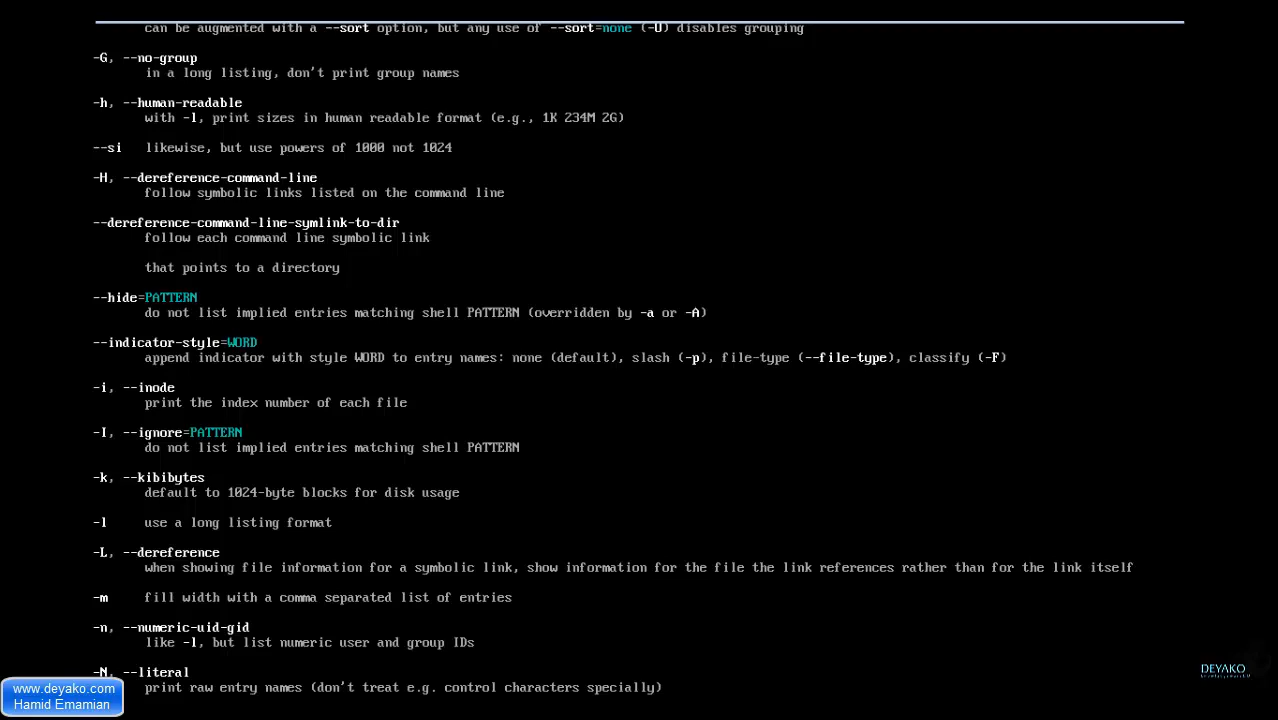 can be augmented with a --sort option, but any use of --sort=none (-U) disables grouping
-G, --no-group
in a long listing, don't print group names
-h, --human-readable
with -l, print sizes in human readable format (e.g., 1K 234M 2G)
--si likewise, but use powers of 1000 not 1024
-H, --dereference-command-line
follow symbolic links listed on the command line
--dereference-command-line-symlink-to-dir
follow each command line symbolic link
that points to a directory
--hide=PATTERN
do not list implied entries matching shell PATTERN (overridden by -a or -A)
--indicator-style=WORD
append indicator with style WORD to entry names: none (default), slash (-p), file-type (--file-type), classify (-F)
-i, --inode
print the index number of each file
-I, --ignore=PATTERN
do not list implied entries matching shell PATTERN
-k, --kibibytes
default to 1024-byte blocks for disk usage
-l use a long listing format
-L, --dereference
when showing file information for a symbolic link, show information for the file the link references rather than for the link itself
-m fill width with a comma separated list of entries
-n, --numeric-uid-gid
like -l, but list numeric user and group IDs
-N, --literal
print raw entry names (don't treat e.g. control characters specially)
www.deyako.com
Hamid Emamian
DEYAKO